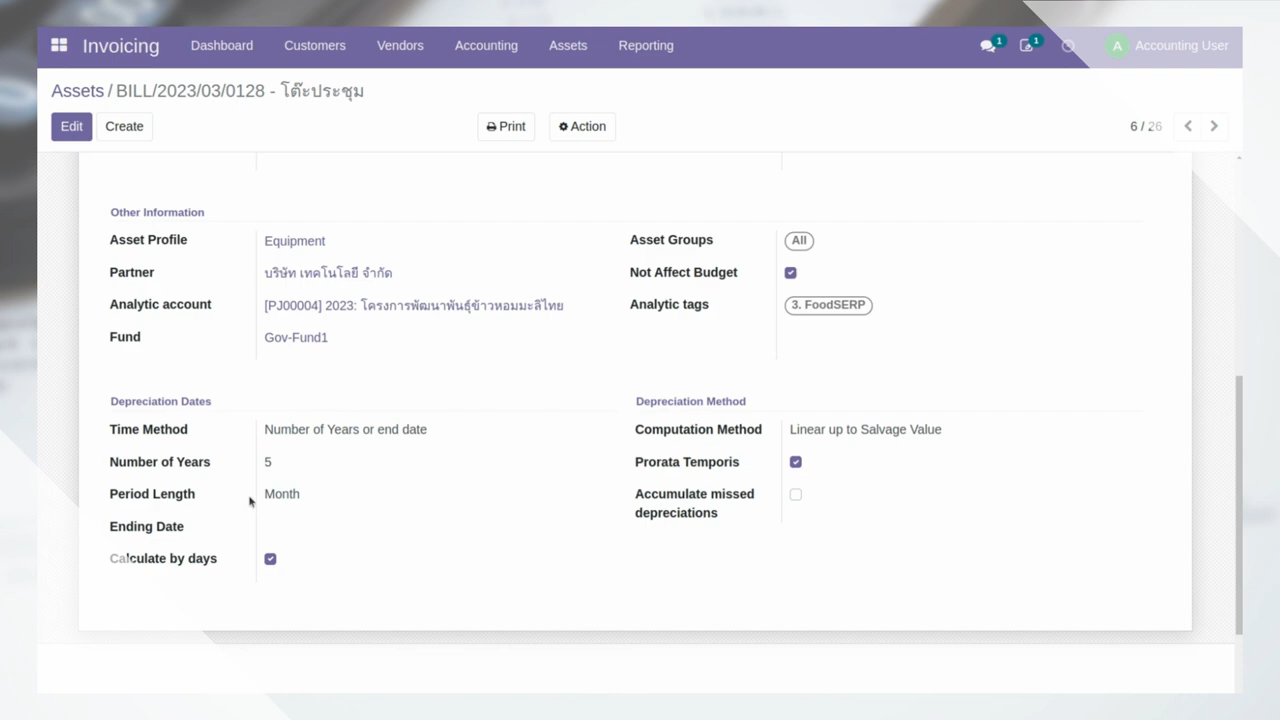 Invoicing Dashboard Customers Vendors Accounting Assets Reporting 1 1 A Accounting User
Assets / BILL/2023/03/0128 - โต๊ะประชุม
Edit Create Print Action 6 / 26
Other Information
Asset Profile Equipment Asset Groups All
Partner บริษัท เทคโนโลยี จำกัด Not Affect Budget
Analytic account [PJ00004] 2023: โครงการพัฒนาพันธุ์ข้าวหอมมะลิไทย Analytic tags 3. FoodSERP
Fund Gov-Fund1
Depreciation Dates Depreciation Method
Time Method Number of Years or end date Computation Method Linear up to Salvage Value
Number of Years 5 Prorata Temporis
Period Length Month Accumulate missed
depreciations
Ending Date
Calculate by days